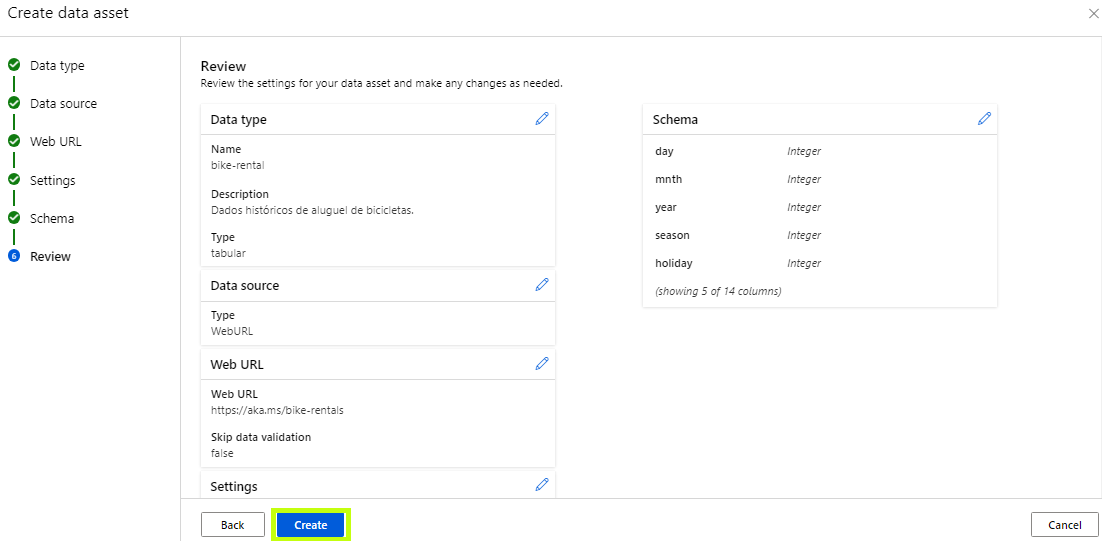 Create data asset
Data type
Data source
Web URL
Settings
Schema
6 Review
Review
Review the settings for your data asset and make any changes as needed.
Data type
Name
bike-rental
Description
Dados históricos de aluguel de bicicletas.
Type
tabular
Data source
Type
WebURL
Web URL
Web URL
https://aka.ms/bike-rentals
Skip data validation
false
Settings
Schema
day Integer
mnth Integer
year Integer
season Integer
holiday Integer
(showing 5 of 14 columns)
Back Create Cancel